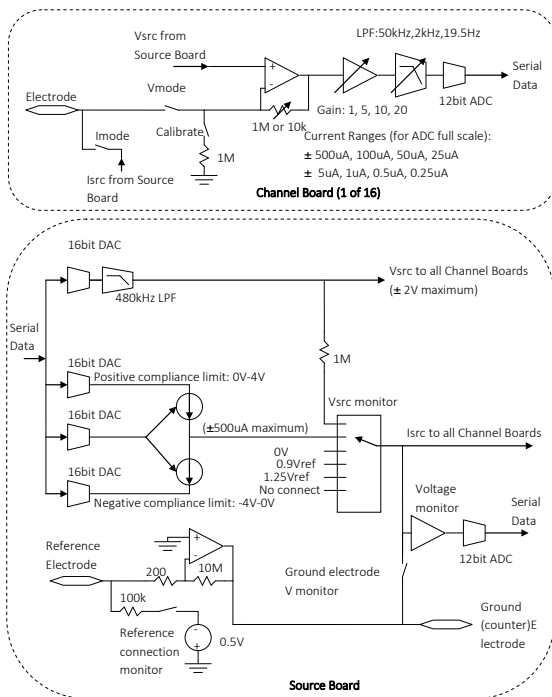 Vsrc from
Source Board
LPF:50kHz,2kHz,19.5Hz
Serial
Data
Electrode
Vmode
+
-
Gain: 1, 5, 10, 20
12bit ADC
Calibrate
1M or 10k
Imode
1M
Current Ranges (for ADC full scale):
± 500uA, 100uA, 50uA, 25uA
± 5uA, 1uA, 0.5uA, 0.25uA
Isrc from Source
Board
Channel Board (1 of 16)
16bit DAC
480kHz LPF
Vsrc to all Channel Boards
(± 2V maximum)
Serial
Data
1M
16bit DAC
Positive compliance limit: 0V-4V
Vsrc monitor
16bit DAC
(±500uA maximum)
Isrc to all Channel Boards
0V
0.9Vref
1.25Vref
No connect
16bit DAC
Negative compliance limit: -4V-0V
Voltage
monitor
Serial
Data
12bit ADC
Reference
Electrode
+
-
200
10M
Ground electrode
V monitor
100k
Reference
connection
monitor
-
+
0.5V
Ground
(counter)E
lectrode
Source Board